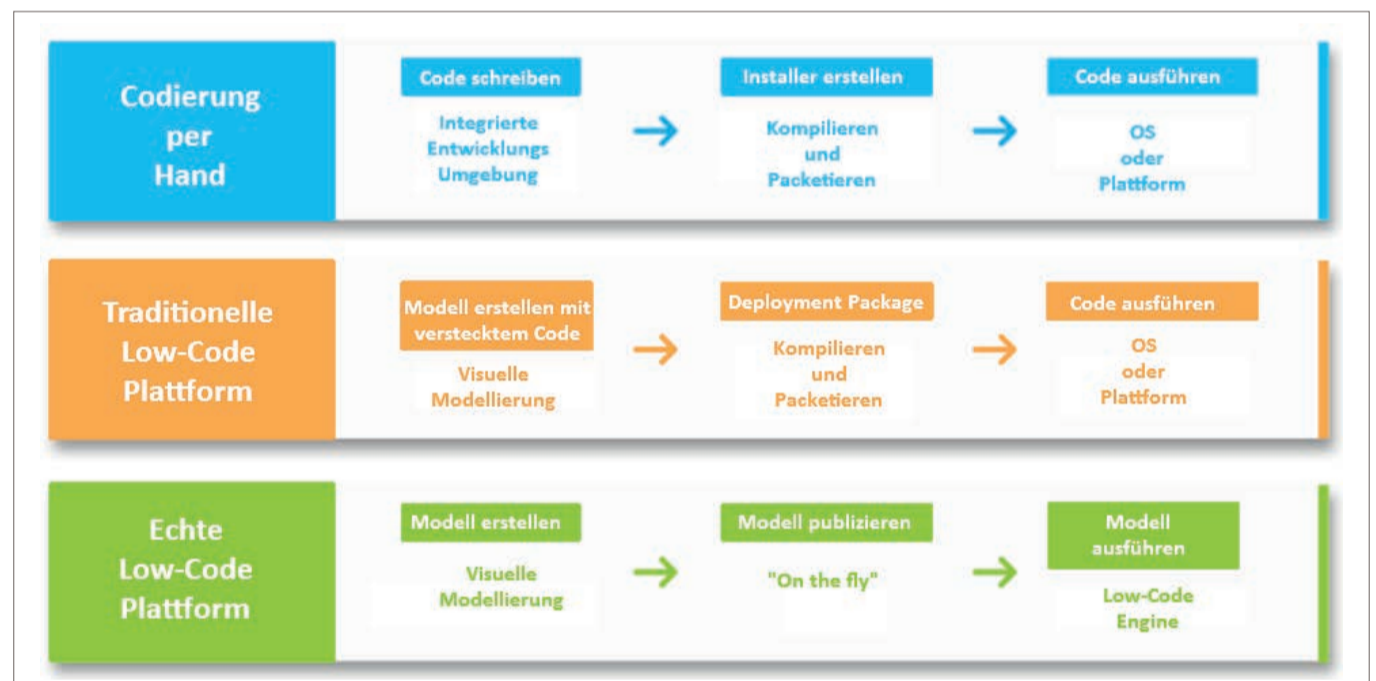 Codierung
per
Hand
Code schreiben
Integrierte
Entwicklungs
Umgebung
Installer erstellen
Kompilieren
und
Packetieren
Code ausführen
OS
oder
Plattform
Traditionelle
Low-Code
Plattform
Modell erstellen mit
verstecktem Code
Visuelle
Modellierung
Deployment Package
Kompilieren
und
Packetieren
Code ausführen
OS
oder
Plattform
Echte
Low-Code
Plattform
Modell erstellen
Visuelle
Modellierung
Modell publizieren
"On the fly"
Modell
ausführen
Low-Code
Engine